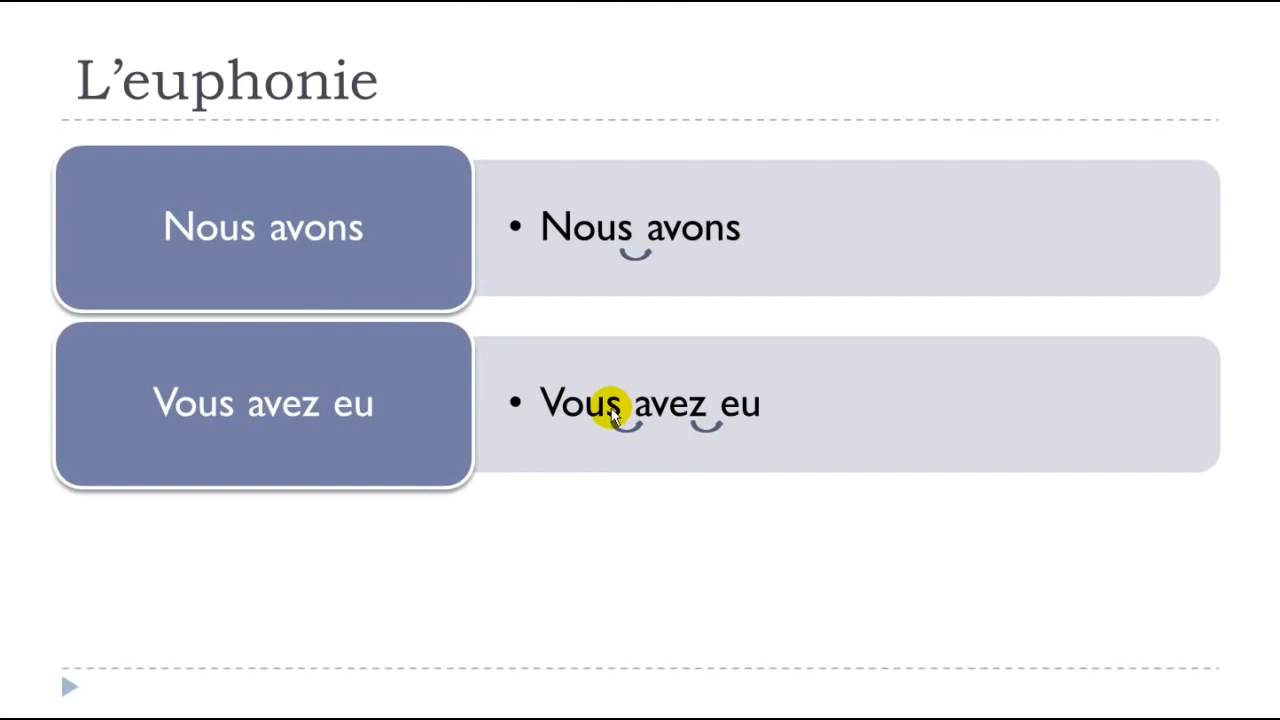 L’euphonie
Nous avons
• Nous avons
Vous avez eu
• Vous avez eu